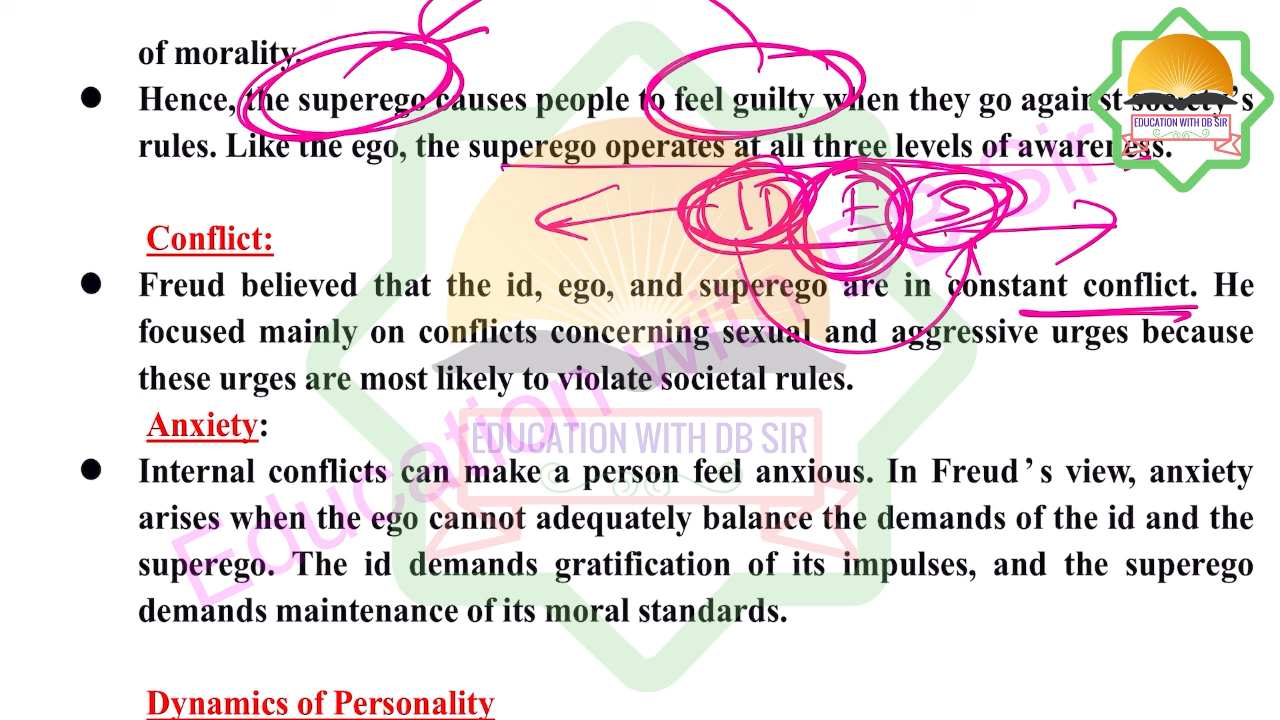 of morality.
● Hence, the superego causes people to feel guilty when they go against society's
rules. Like the ego, the superego operates at all three levels of awareness.
EDUCATION WITH DB SIR
ID E S
Conflict:
● Freud believed that the id, ego, and superego are in constant conflict. He
focused mainly on conflicts concerning sexual and aggressive urges because
these urges are most likely to violate societal rules.
Anxiety:
EDUCATION WITH DB SIR
Education with DB Sir
● Internal conflicts can make a person feel anxious. In Freud's view, anxiety
arises when the ego cannot adequately balance the demands of the id and the
superego. The id demands gratification of its impulses, and the superego
demands maintenance of its moral standards.
Dynamics of Personality